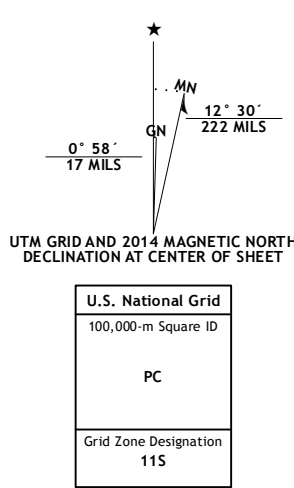 ★
MN
GN
12° 30´
222 MILS
0° 58´
17 MILS
UTM GRID AND 2014 MAGNETIC NORTH
DECLINATION AT CENTER OF SHEET
U.S. National Grid
100,000-m Square ID
PC
Grid Zone Designation
11S